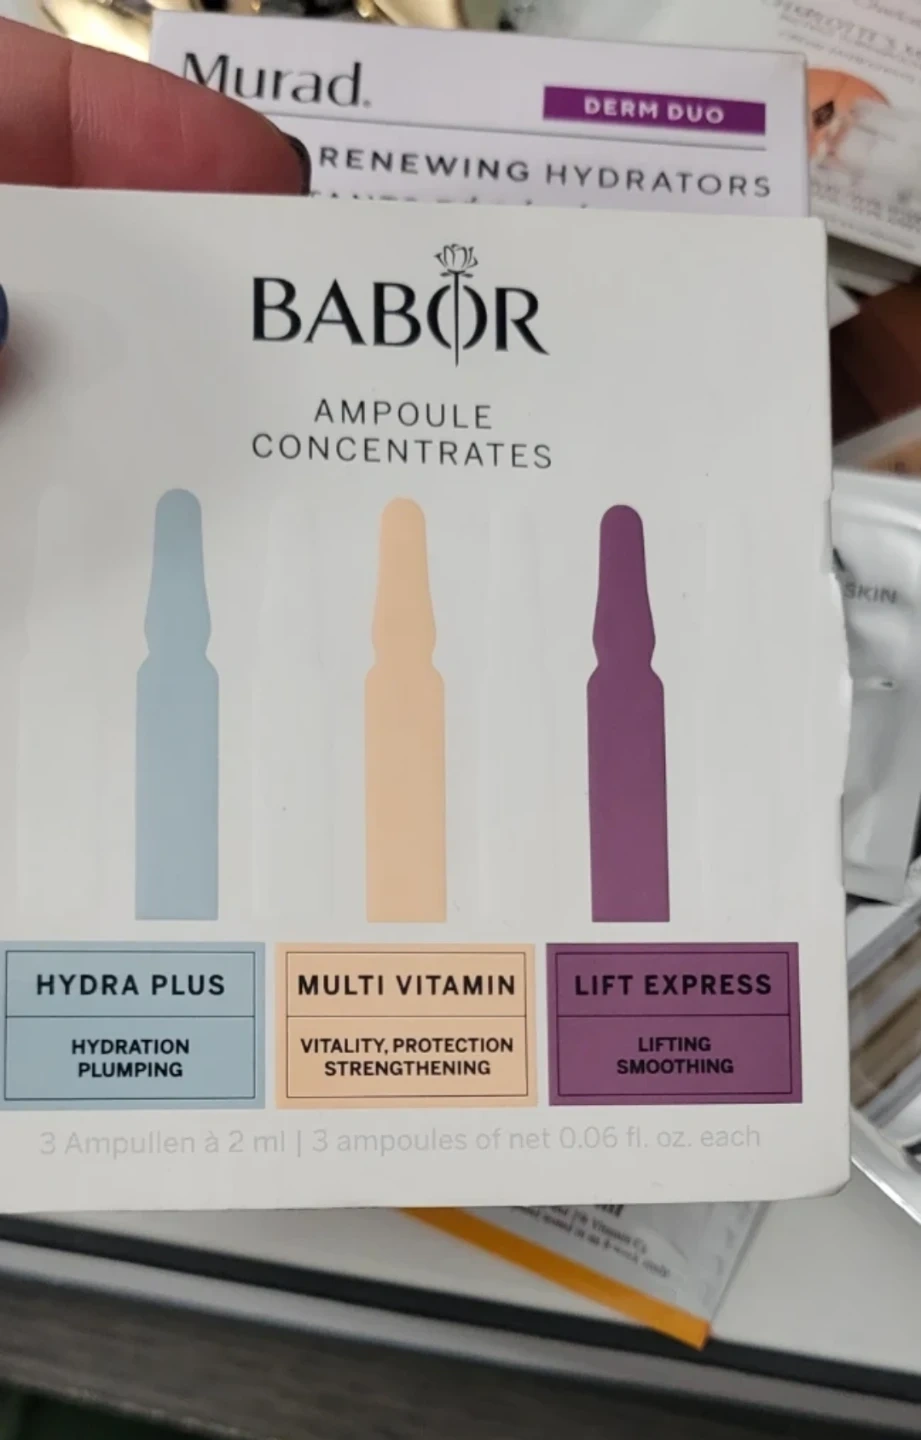 Murad.
DERM DUO
RENEWING HYDRATORS
BABOR
AMPOULE
CONCENTRATES
HYDRA PLUS
HYDRATION
PLUMPING
MULTI VITAMIN
VITALITY, PROTECTION
STRENGTHENING
LIFT EXPRESS
LIFTING
SMOOTHING
3 Ampullen à 2 ml | 3 ampoules of net 0.06 fl. oz. each
SKIN